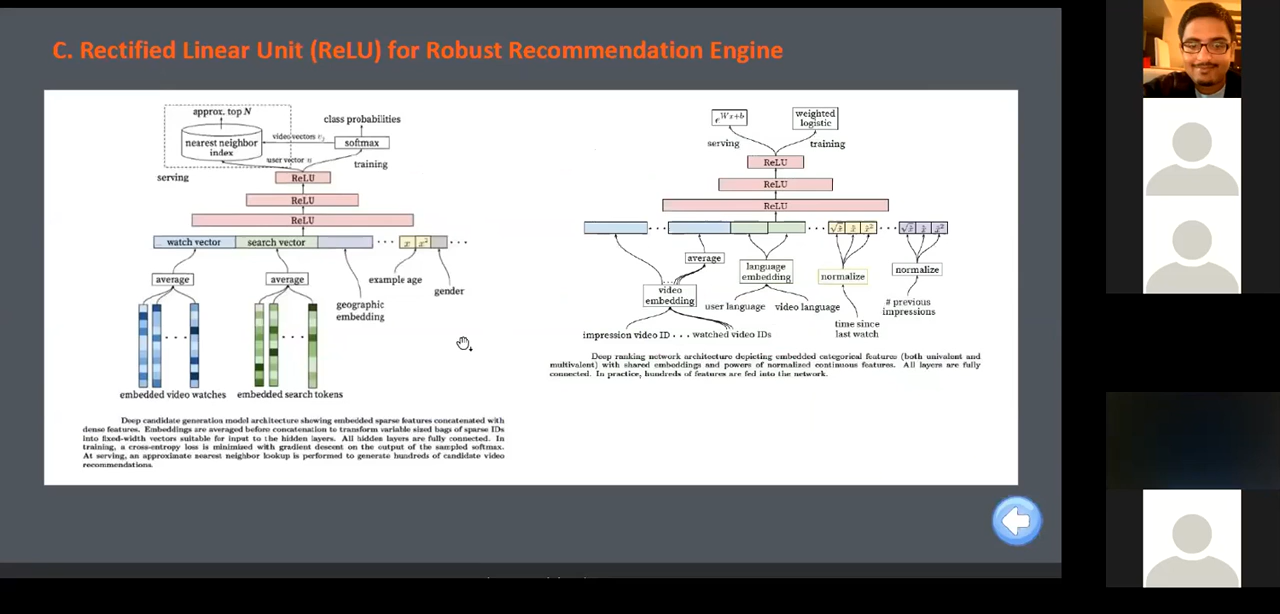 C. Rectified Linear Unit (ReLU) for Robust Recommendation Engine
approx. top N
class probabilities
nearest neighbor
index
video vectors vj
softmax
user vector u
serving
training
ReLU
ReLU
ReLU
watch vector
search vector
...
x
x²
...
average
average
example age
gender
geographic
embedding
...
...
embedded video watches
embedded search tokens
Deep candidate generation model architecture showing embedded sparse features concatenated with
dense features. Embeddings are averaged before concatenation to transform variable sized bags of sparse IDs
into fixed-width vectors suitable for input to the hidden layers. All hidden layers are fully connected. In
training, a cross-entropy loss is minimized with gradient descent on the output of the sampled softmax.
At serving, an approximate nearest neighbor lookup is performed to generate hundreds of candidate video
recommendations.
e^Wx+b
weighted
logistic
serving
training
ReLU
ReLU
ReLU
...
...
...
average
language
embedding
normalize
normalize
video
embedding
user language
video language
# previous
impressions
time since
last watch
impression video ID . . . watched video IDs
Deep ranking network architecture depicting embedded categorical features (both univalent and
multivalent) with shared embeddings and powers of normalized continuous features. All layers are fully
connected. In practice, hundreds of features are fed into the network.